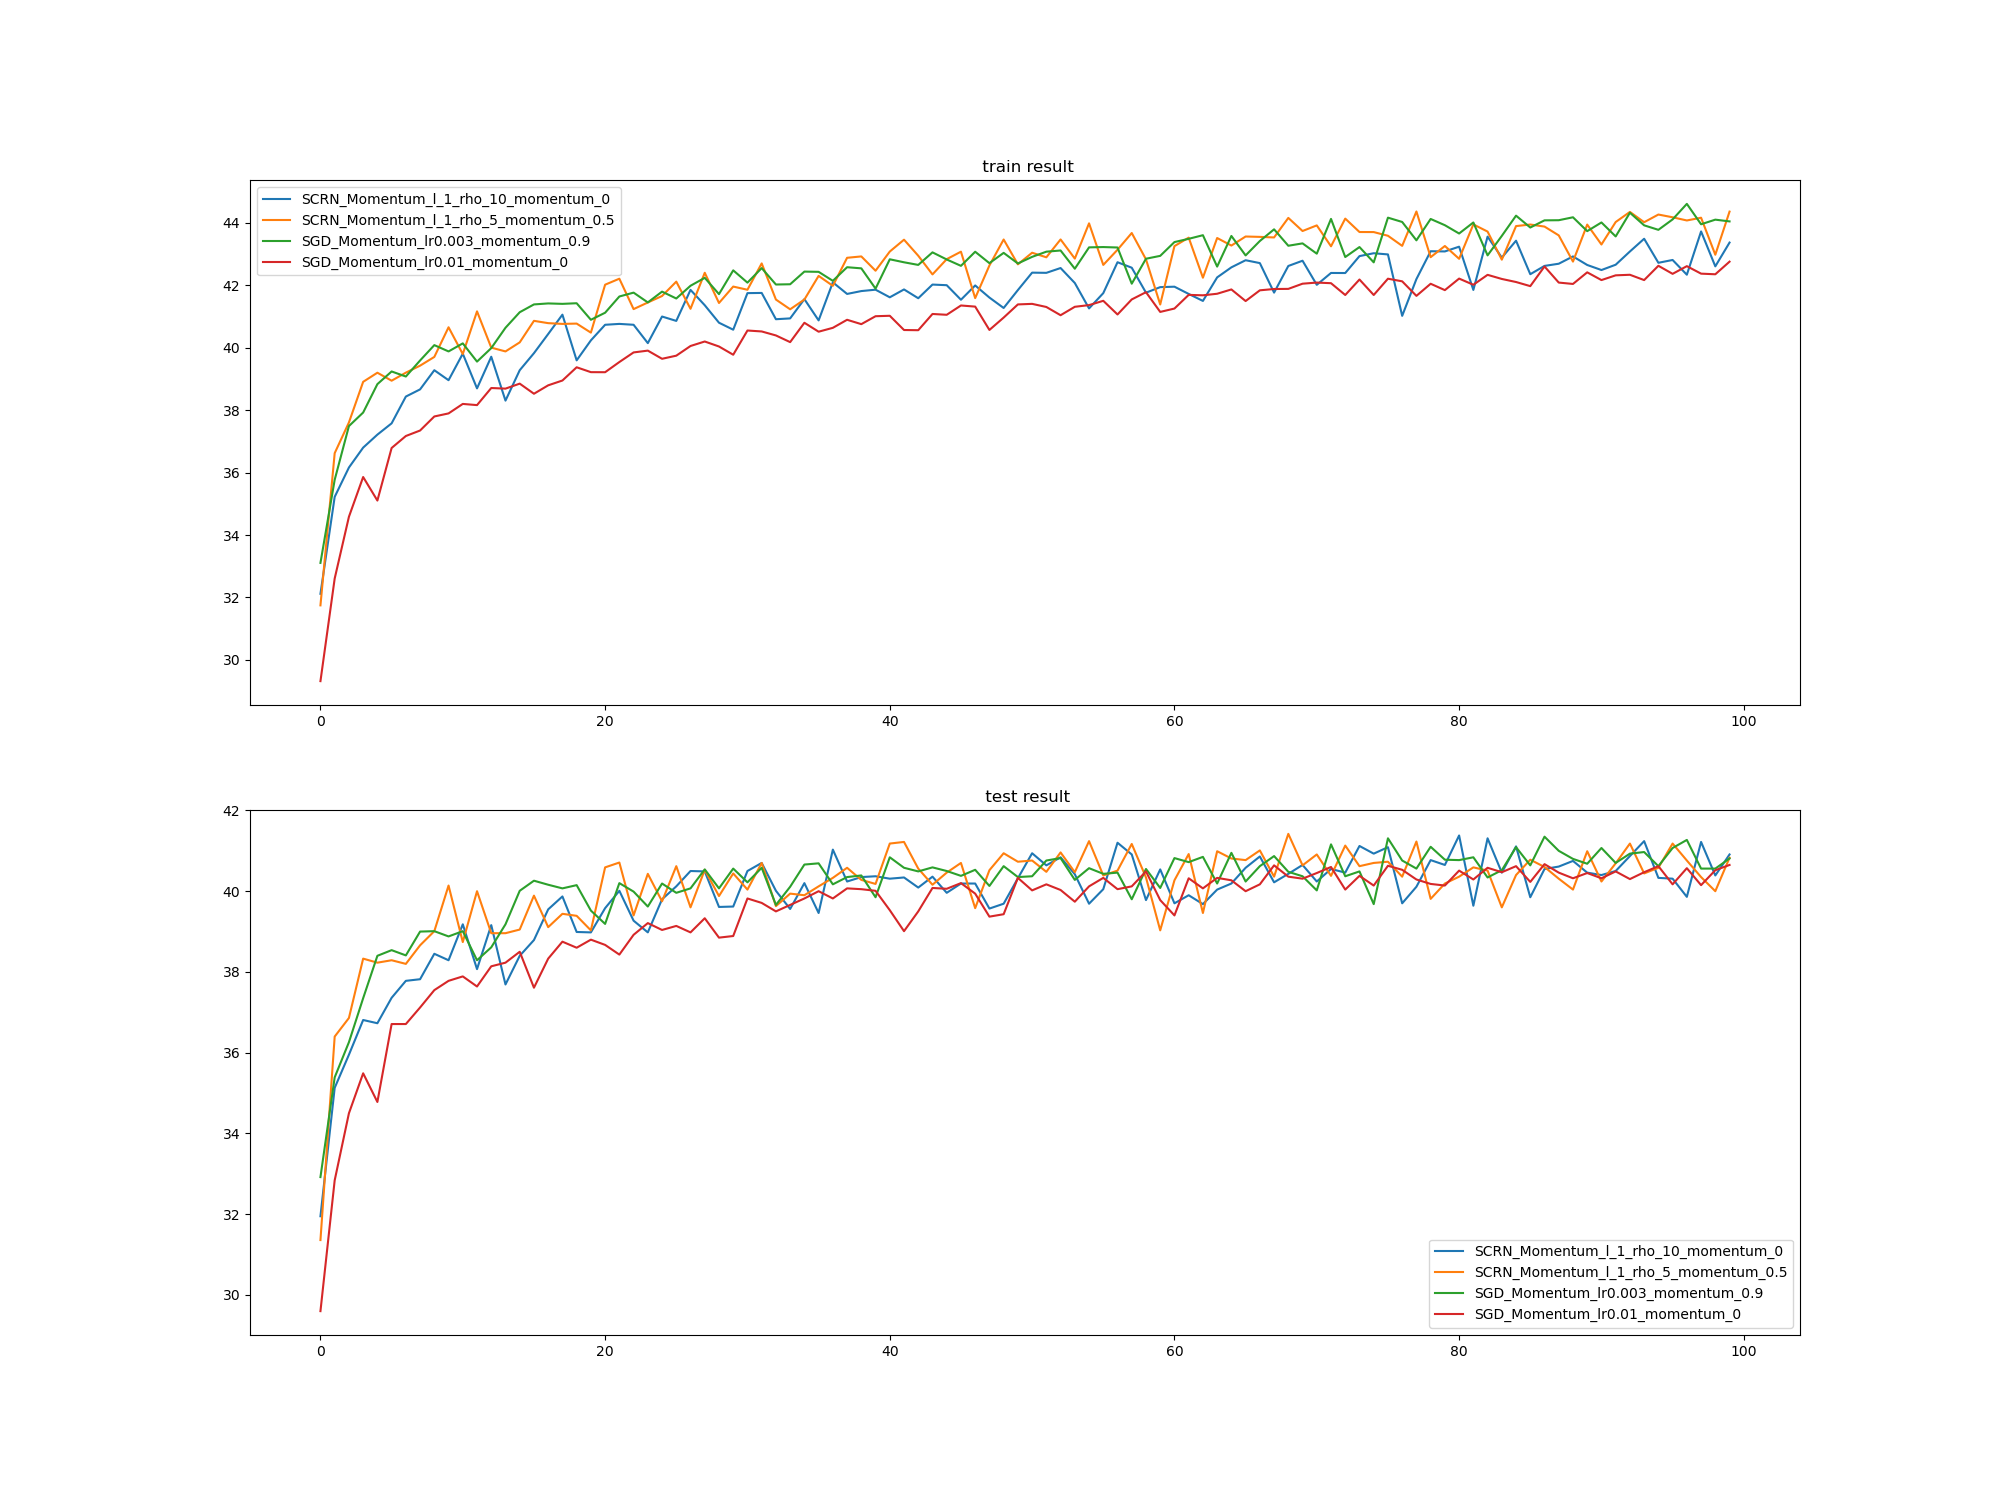 train result
SCRN_Momentum_l_1_rho_10_momentum_0
SCRN_Momentum_l_1_rho_5_momentum_0.5
SGD_Momentum_lr0.003_momentum_0.9
SGD_Momentum_lr0.01_momentum_0
44
42
40
38
36
34
32
30
0 20 40 60 80 100
test result
42
40
38
36
34
32
30
SCRN_Momentum_l_1_rho_10_momentum_0
SCRN_Momentum_l_1_rho_5_momentum_0.5
SGD_Momentum_lr0.003_momentum_0.9
SGD_Momentum_lr0.01_momentum_0
0 20 40 60 80 100